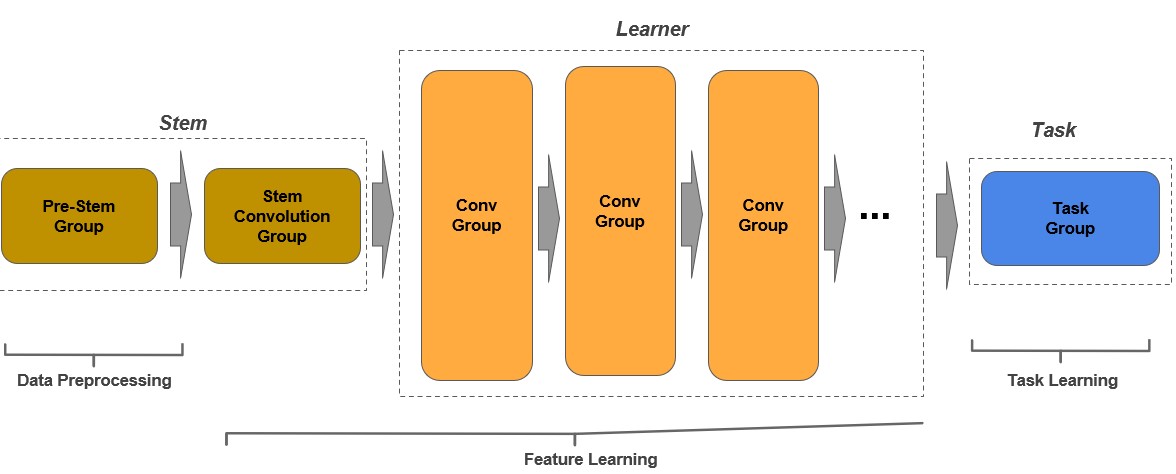 Learner
Stem
Task
Pre-Stem
Group
Stem
Convolution
Group
Conv
Group
Conv
Group
Conv
Group
...
Task
Group
Data Preprocessing
Task Learning
Feature Learning